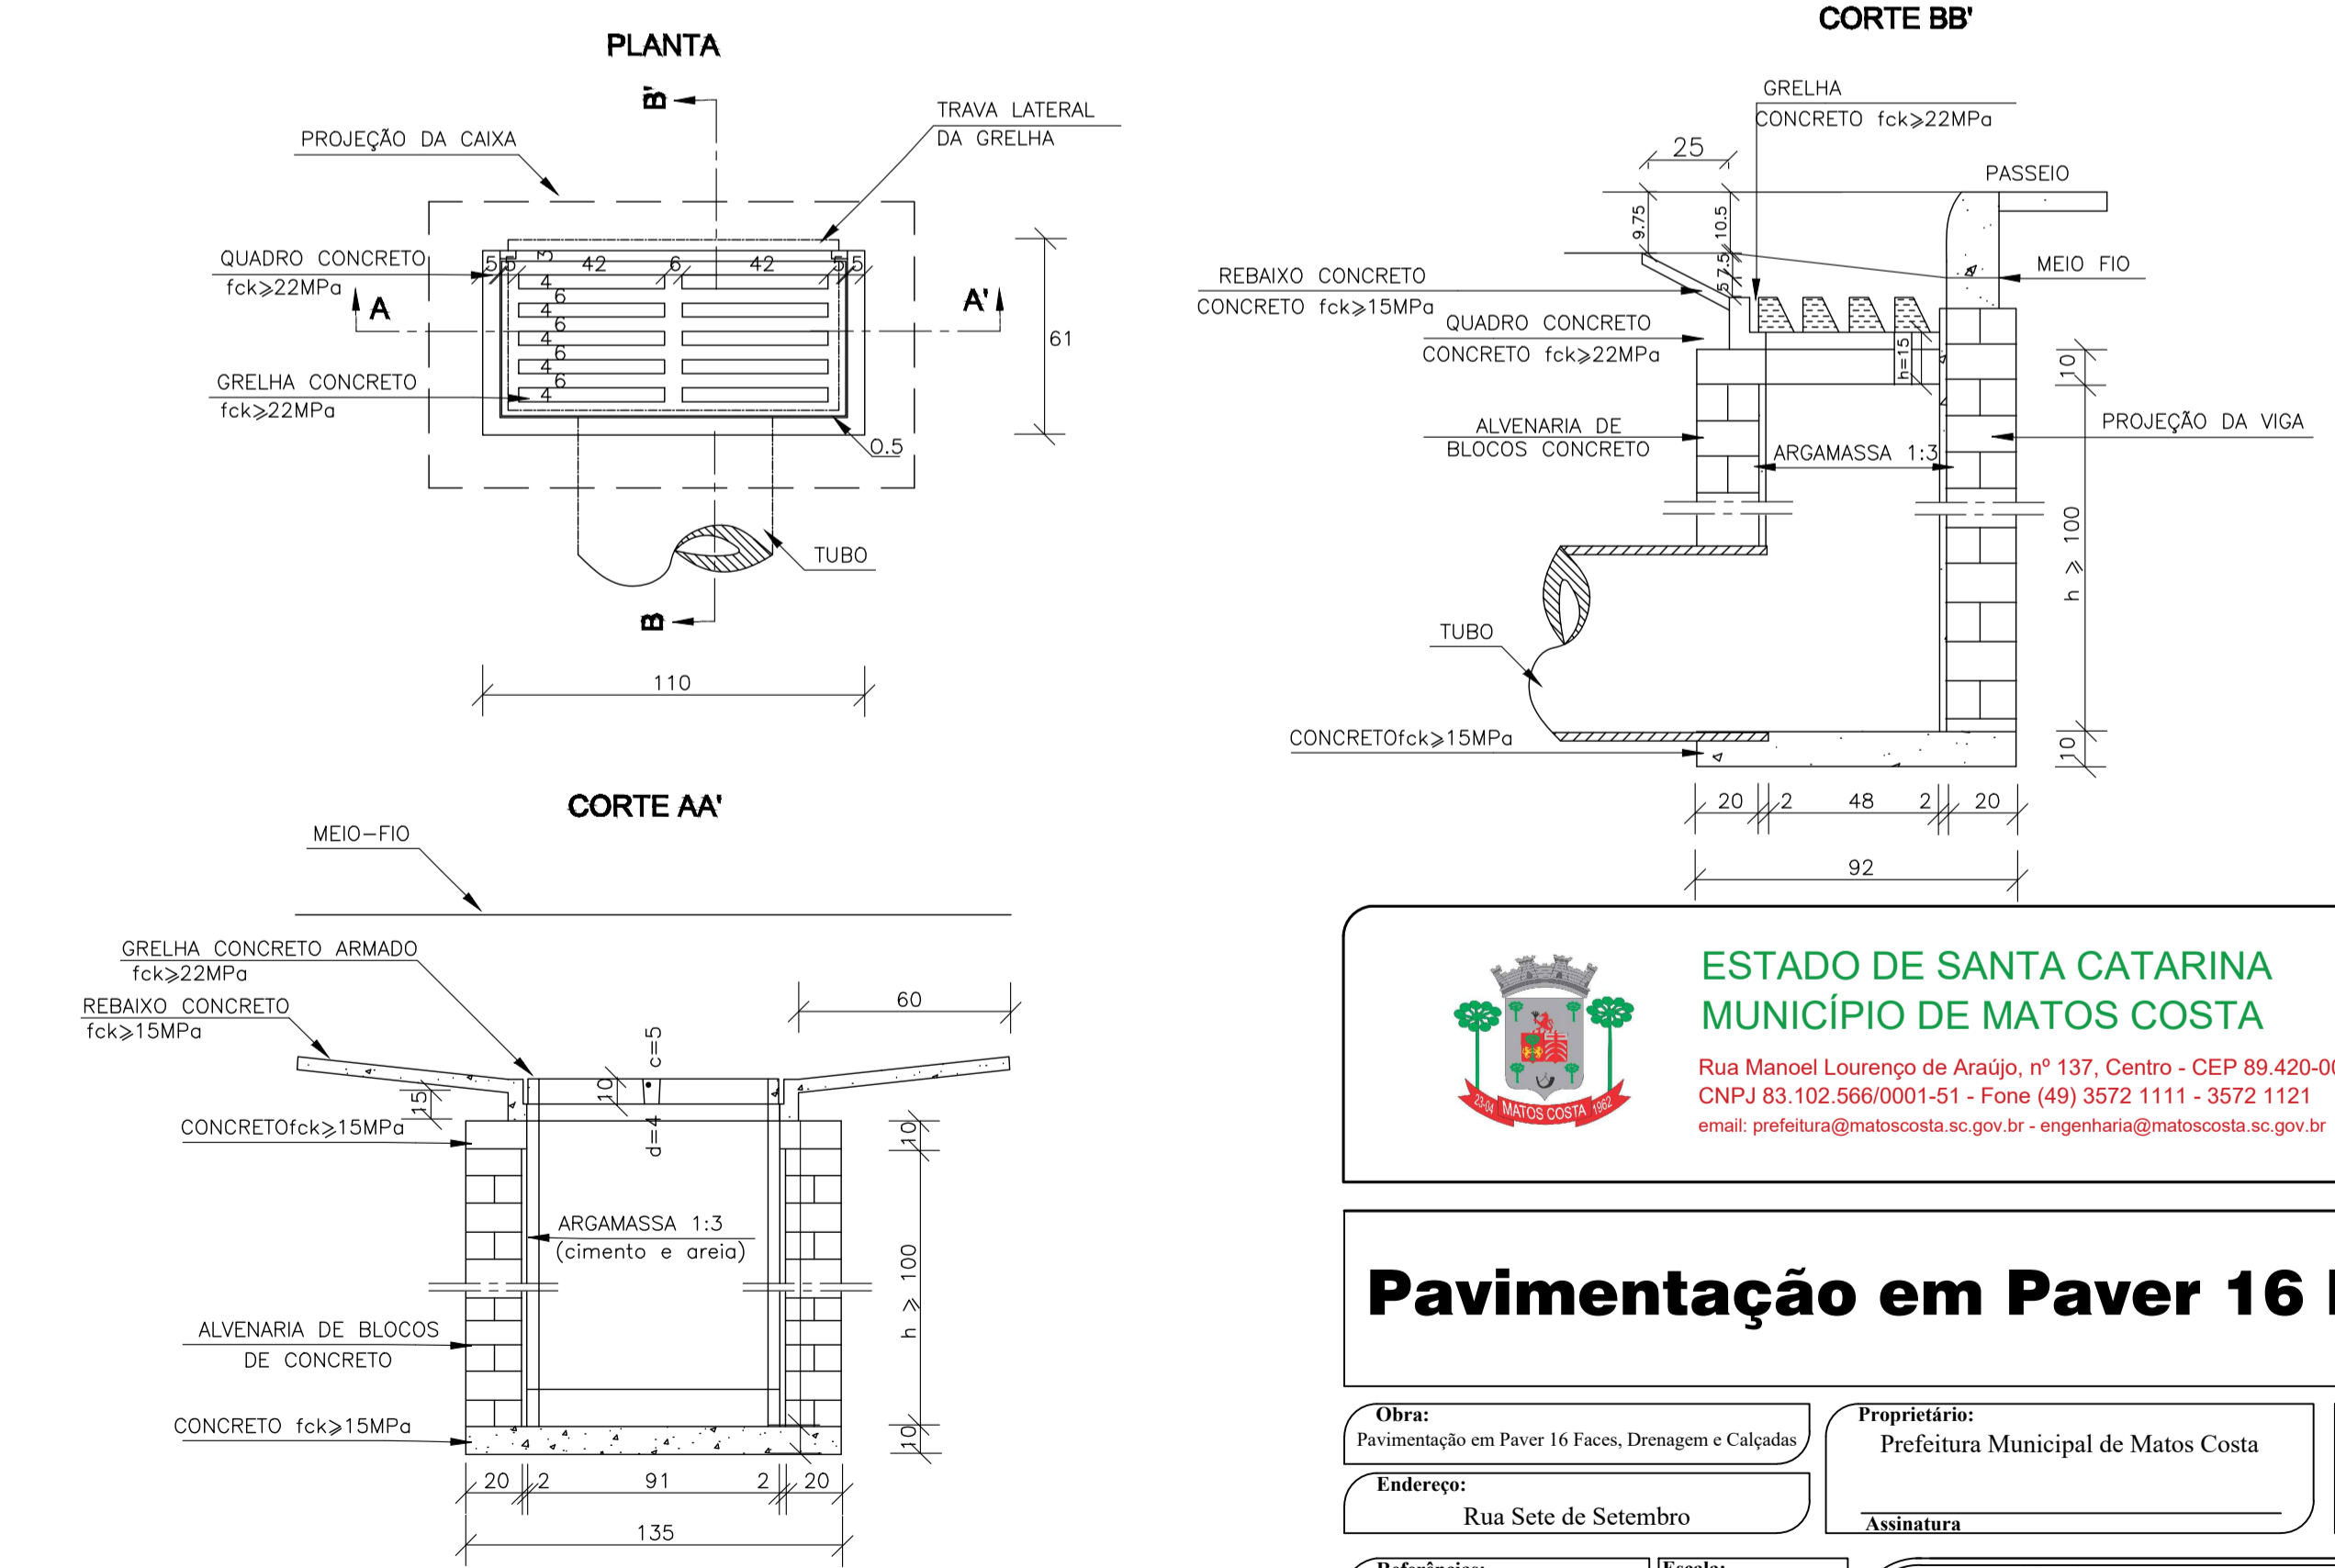 PLANTA
B'
TRAVA LATERAL
DA GRELHA
PROJEÇÃO DA CAIXA
QUADRO CONCRETO
fck≥22MPa
5 5 3 42 6 42 5 5
4
6
4
6
4
6
4
6
4
A
A'
61
GRELHA CONCRETO
fck≥22MPa
0.5
TUBO
B
110
CORTE BB'
GRELHA
CONCRETO fck≥22MPa
25
PASSEIO
9.75
10.5
7.5
5
REBAIXO CONCRETO
CONCRETO fck≥15MPa
MEIO FIO
QUADRO CONCRETO
CONCRETO fck≥22MPa
h=15
10
ALVENARIA DE
BLOCOS CONCRETO
ARGAMASSA 1:3
PROJEÇÃO DA VIGA
h ≥ 100
TUBO
CONCRETOfck≥15MPa
10
20 2 48 2 20
92
CORTE AA'
MEIO-FIO
GRELHA CONCRETO ARMADO
fck≥22MPa
REBAIXO CONCRETO
fck≥15MPa
60
c=5
10
d=4
15
CONCRETOfck≥15MPa
10
ARGAMASSA 1:3
(cimento e areia)
h ≥ 100
ALVENARIA DE BLOCOS
DE CONCRETO
CONCRETO fck≥15MPa
10
20 2 91 2 20
135
23-04 MATOS COSTA 1962
ESTADO DE SANTA CATARINA
MUNICÍPIO DE MATOS COSTA
Rua Manoel Lourenço de Araújo, nº 137, Centro - CEP 89.420-0
CNPJ 83.102.566/0001-51 - Fone (49) 3572 1111 - 3572 1121
email: prefeitura@matoscosta.sc.gov.br - engenharia@matoscosta.sc.gov.br
Pavimentação em Paver 16
Obra:
Pavimentação em Paver 16 Faces, Drenagem e Calçadas
Proprietário:
Prefeitura Municipal de Matos Costa
Endereço:
Rua Sete de Setembro
Assinatura
Referências:
Escala: